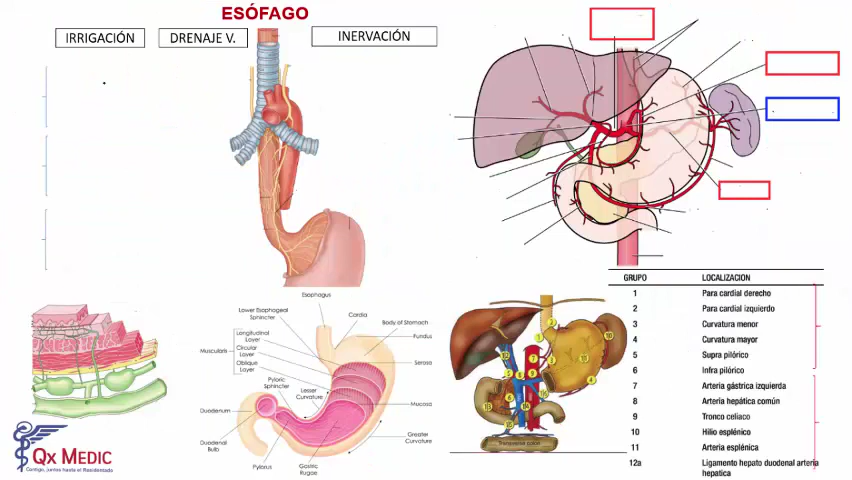 ESÓFAGO
IRRIGACIÓN
DRENAJE V.
INERVACIÓN
Esophagus
Lower Esophageal
Sphincter
Cardia
Body of Stomach
Fundus
Muscularis
Longitudinal
Layer
Circular
Layer
Oblique
Layer
Serosa
Pyloric
Sphincter
Lesser
Curvature
Mucosa
Duodenum
Duodenal
Bulb
Greater
Curvature
Pylorus
Gastric
Rugae
Transverse colon
GRUPO LOCALIZACION
1 Para cardial derecho
2 Para cardial izquierdo
3 Curvatura menor
4 Curvatura mayor
5 Supra pilórico
6 Infra pilórico
7 Arteria gástrica izquierda
8 Arteria hepática común
9 Tronco celiaco
10 Hilio esplénico
11 Arteria esplénica
12a Ligamento hepato duodenal arteria
hepatica
QX MEDIC
Contigo, juntos hasta el Residentado